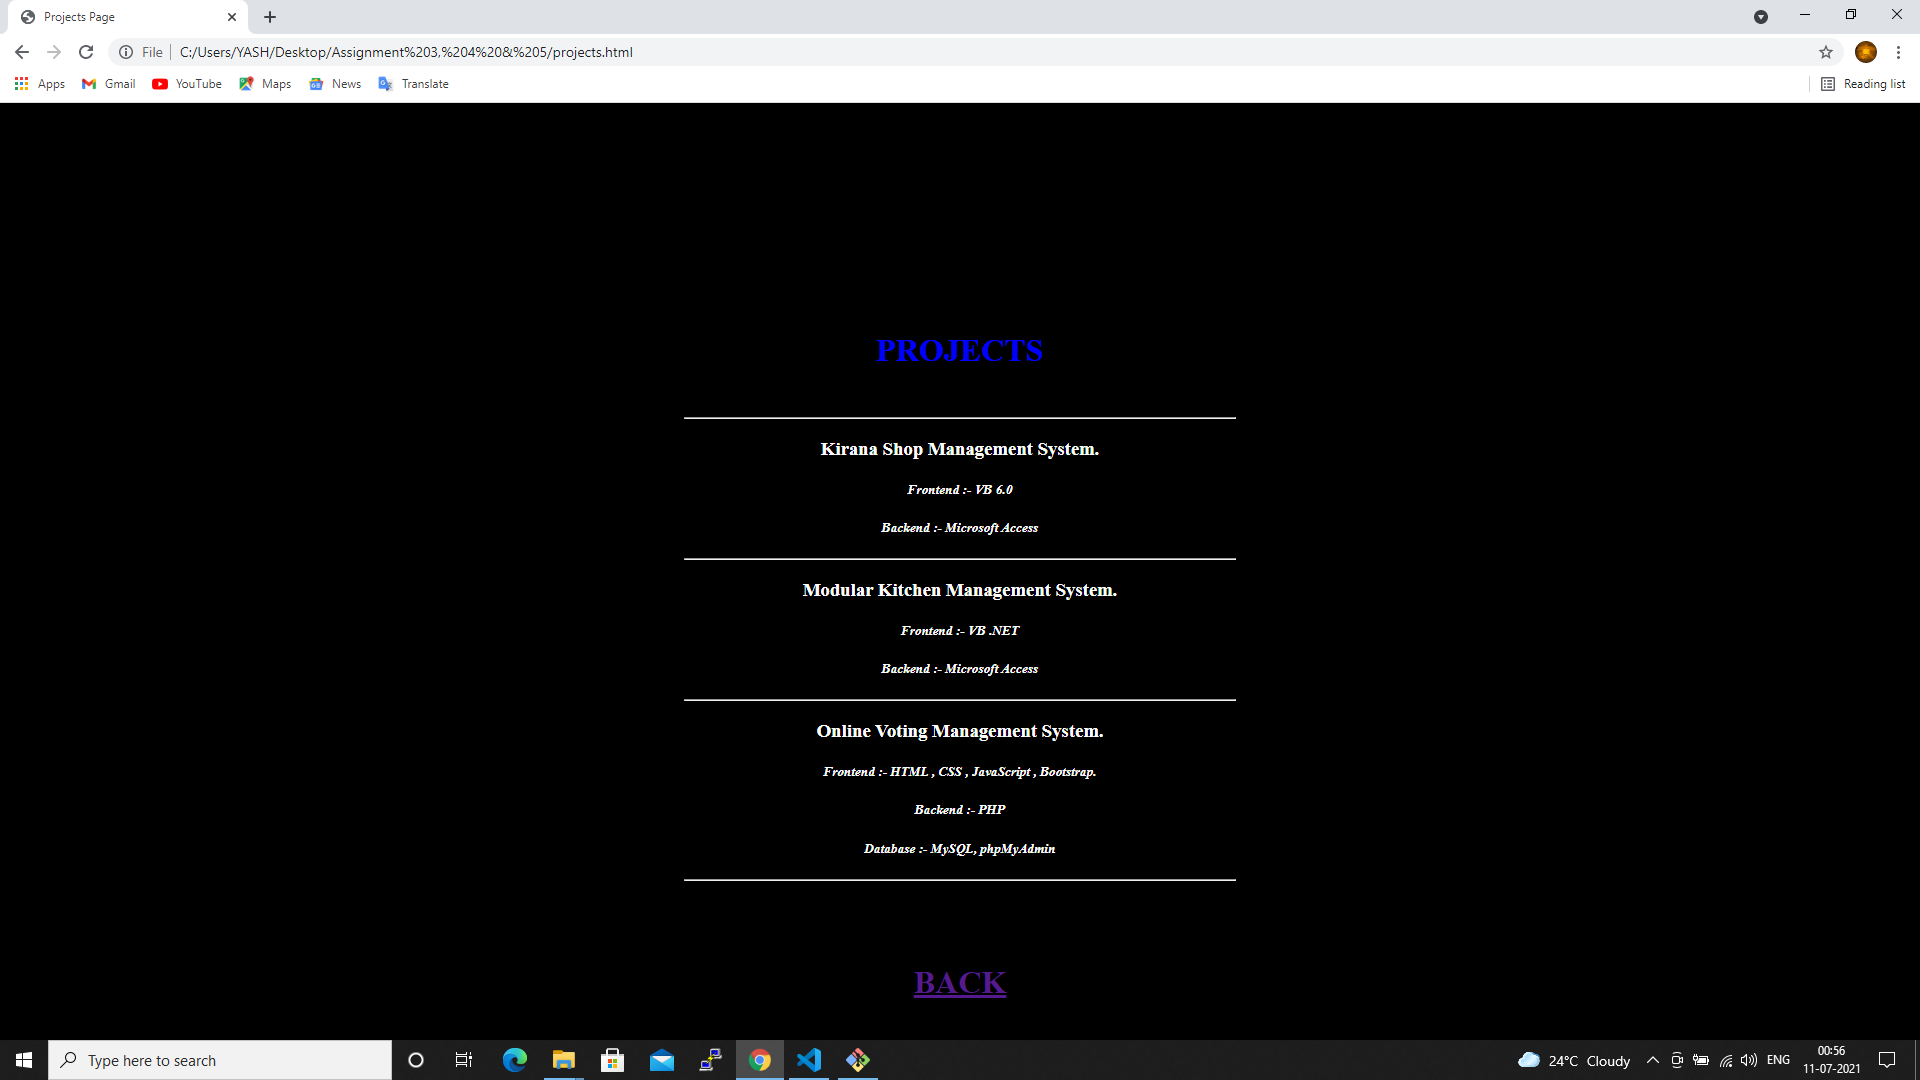 Projects Page
File
C:/Users/YASH/Desktop/Assignment%203,%204%20&%205/projects.html
Apps Gmail YouTube Maps News Translate Reading list
PROJECTS
Kirana Shop Management System.
Frontend :- VB 6.0
Backend :- Microsoft Access
Modular Kitchen Management System.
Frontend :- VB .NET
Backend :- Microsoft Access
Online Voting Management System.
Frontend :- HTML , CSS , JavaScript , Bootstrap.
Backend :- PHP
Database :- MySQL, phpMyAdmin
BACK
Type here to search
24°C Cloudy
ENG
00:56
11-07-2021